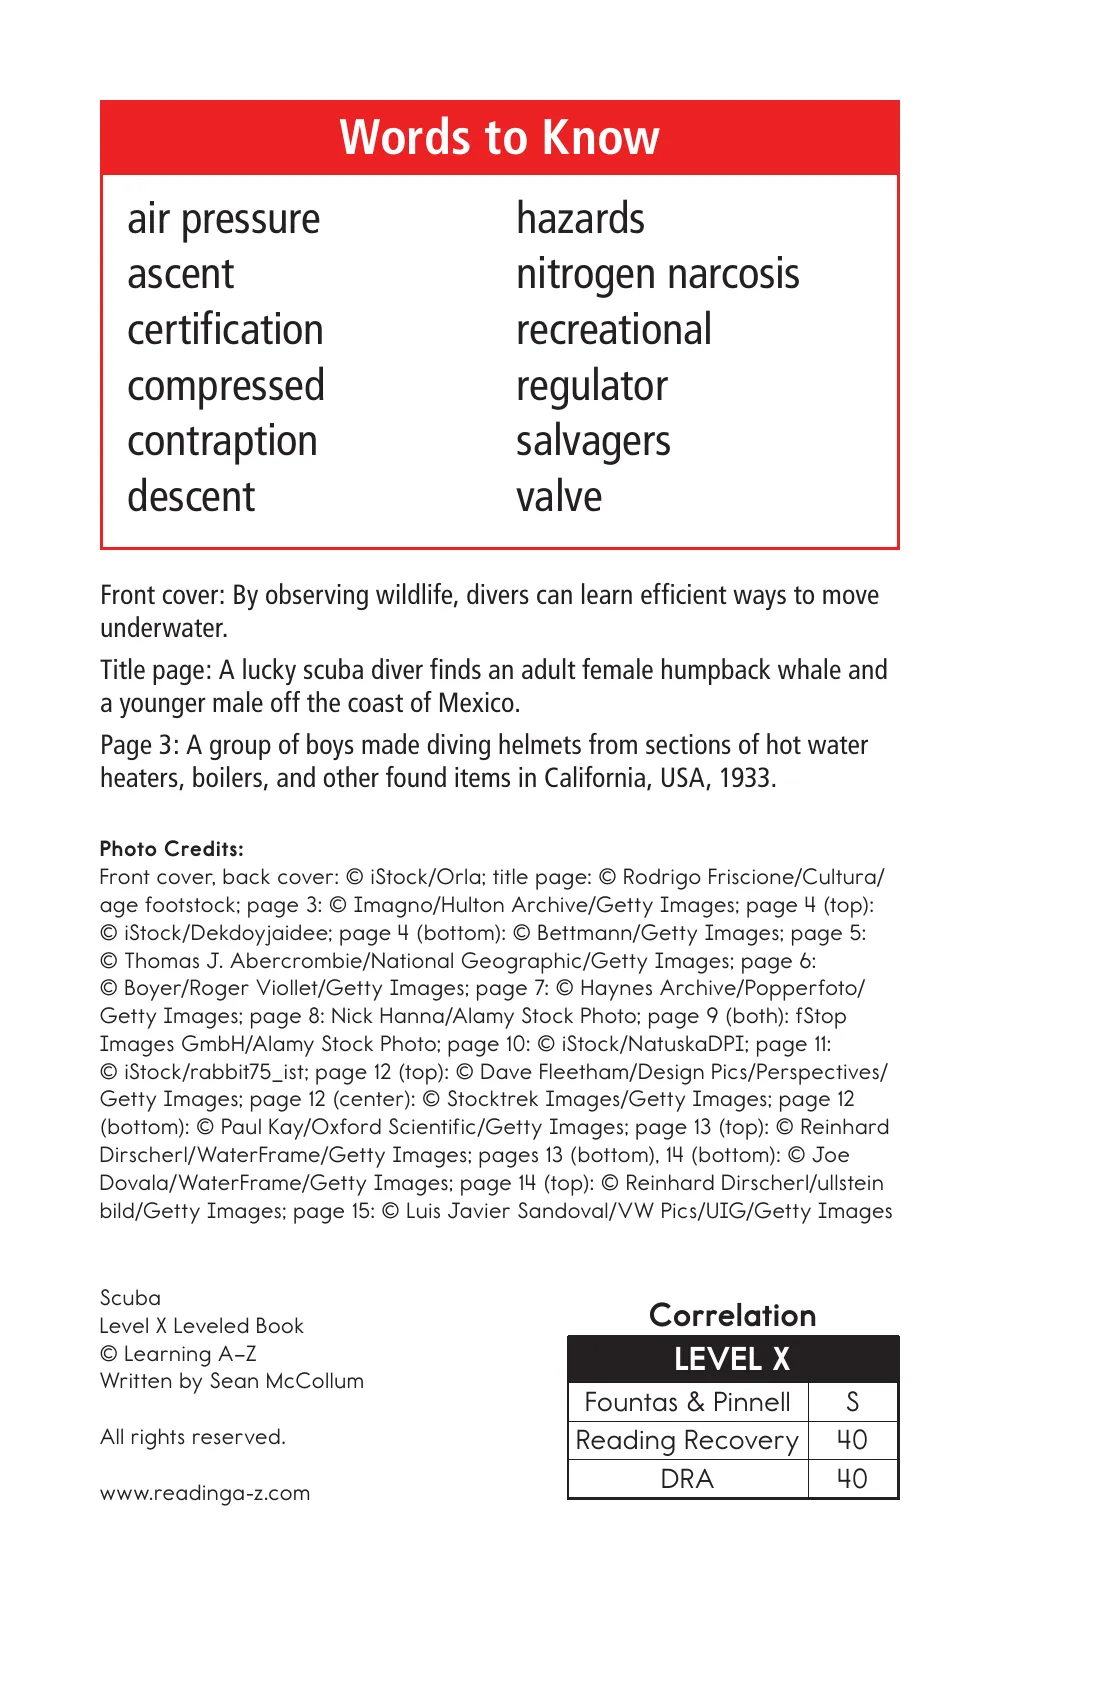 Words to Know
air pressure
ascent
certification
compressed
contraption
descent
hazards
nitrogen narcosis
recreational
regulator
salvagers
valve
Front cover: By observing wildlife, divers can learn efficient ways to move
underwater.
Title page: A lucky scuba diver finds an adult female humpback whale and
a younger male off the coast of Mexico.
Page 3: A group of boys made diving helmets from sections of hot water
heaters, boilers, and other found items in California, USA, 1933.
Photo Credits:
Front cover, back cover: © iStock/Orla; title page: © Rodrigo Friscione/Cultura/
age footstock; page 3: © Imagno/Hulton Archive/Getty Images; page 4 (top):
© iStock/Dekdoyjaidee; page 4 (bottom): © Bettmann/Getty Images; page 5:
© Thomas J. Abercrombie/National Geographic/Getty Images; page 6:
© Boyer/Roger Viollet/Getty Images; page 7: © Haynes Archive/Popperfoto/
Getty Images; page 8: Nick Hanna/Alamy Stock Photo; page 9 (both): fStop
Images GmbH/Alamy Stock Photo; page 10: © iStock/NatuskaDPI; page 11:
© iStock/rabbit75_ist; page 12 (top): © Dave Fleetham/Design Pics/Perspectives/
Getty Images; page 12 (center): © Stocktrek Images/Getty Images; page 12
(bottom): © Paul Kay/Oxford Scientific/Getty Images; page 13 (top): © Reinhard
Dirscherl/WaterFrame/Getty Images; pages 13 (bottom), 14 (bottom): © Joe
Dovala/WaterFrame/Getty Images; page 14 (top): © Reinhard Dirscherl/ullstein
bild/Getty Images; page 15: © Luis Javier Sandoval/VW Pics/UIG/Getty Images
Scuba
Level X Leveled Book
© Learning A–Z
Written by Sean McCollum
All rights reserved.
www.readinga-z.com
Correlation
LEVEL X
Fountas & Pinnell S
Reading Recovery 40
DRA 40